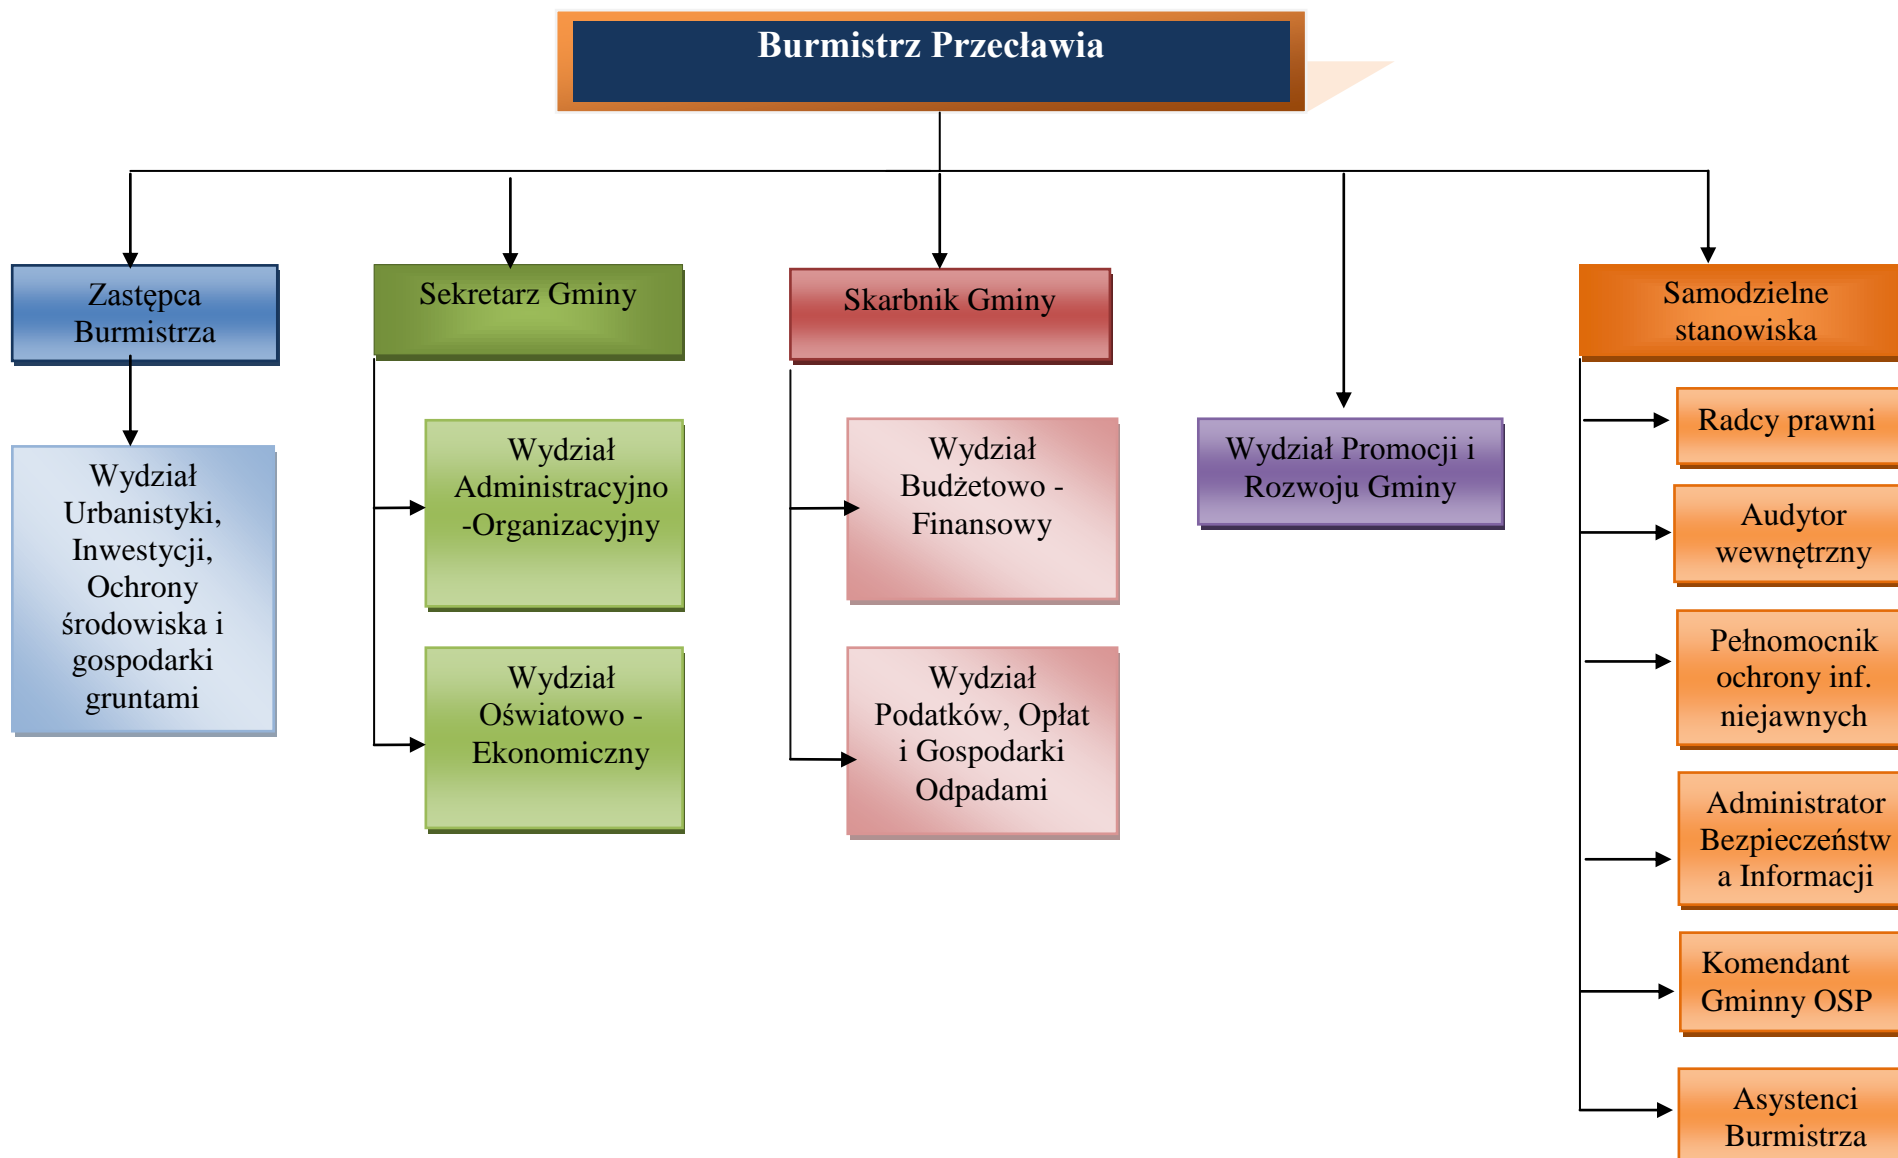 Burmistrz Przecławia
Zastępca
Burmistrza
Sekretarz Gminy
Skarbnik Gminy
Samodzielne
stanowiska
Wydział
Urbanistyki,
Inwestycji,
Ochrony
środowiska i
gospodarki
gruntami
Wydział
Administracyjno
-Organizacyjny
Wydział
Oświatowo -
Ekonomiczny
Wydział
Budżetowo -
Finansowy
Wydział
Podatków, Opłat
i Gospodarki
Odpadami
Wydział Promocji i
Rozwoju Gminy
Radcy prawni
Audytor
wewnętrzny
Pełnomocnik
ochrony inf.
niejawnych
Administrator
Bezpieczeństw
a Informacji
Komendant
Gminny OSP
Asystenci
Burmistrza